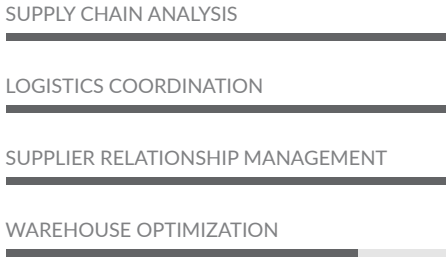 SUPPLY CHAIN ANALYSIS
LOGISTICS COORDINATION
SUPPLIER RELATIONSHIP MANAGEMENT
WAREHOUSE OPTIMIZATION